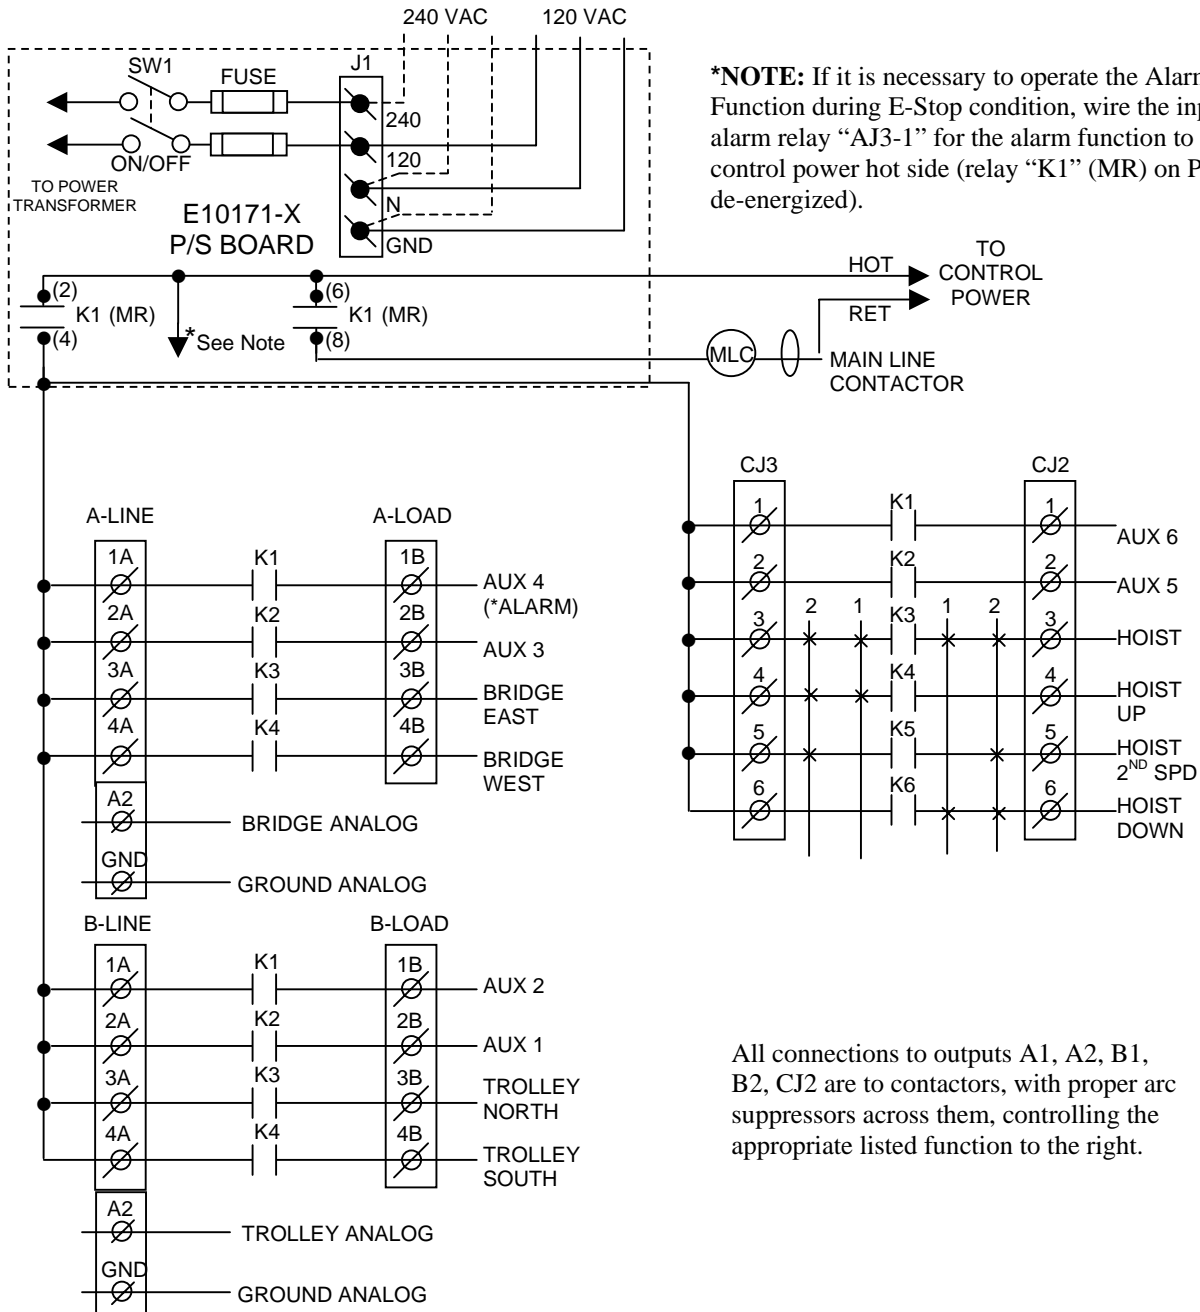 240 VAC 120 VAC
SW1
FUSE
J1
240
120
N
GND
ON/OFF
TO POWER
TRANSFORMER
E10171-X
P/S BOARD
*NOTE: If it is necessary to operate the Alarm
Function during E-Stop condition, wire the
alarm relay “AJ3-1” for the alarm function to
control power hot side (relay “K1” (MR) on
de-energized).
HOT
RET
TO
CONTROL
POWER
(2)
K1 (MR)
(4)
*See Note
(6)
K1 (MR)
(8)
MLC
MAIN LINE
CONTACTOR
A-LINE A-LOAD
1A K1 1B
AUX 4
(*ALARM)
2A K2 2B
AUX 3
3A K3 3B
BRIDGE
EAST
4A K4 4B
BRIDGE
WEST
A2
BRIDGE ANALOG
GND
GROUND ANALOG
B-LINE B-LOAD
1A K1 1B
AUX 2
2A K2 2B
AUX 1
3A K3 3B
TROLLEY
NORTH
4A K4 4B
TROLLEY
SOUTH
A2
TROLLEY ANALOG
GND
GROUND ANALOG
CJ3 CJ2
1 K1 1
AUX 6
2 K2 2
AUX 5
2 1 1 2
3 K3 3
HOIST
4 K4 4
HOIST
UP
5 K5 5
HOIST
2ND SPD
6 K6 6
HOIST
DOWN
All connections to outputs A1, A2, B1,
B2, CJ2 are to contactors, with proper arc
suppressors across them, controlling the
appropriate listed function to the right.